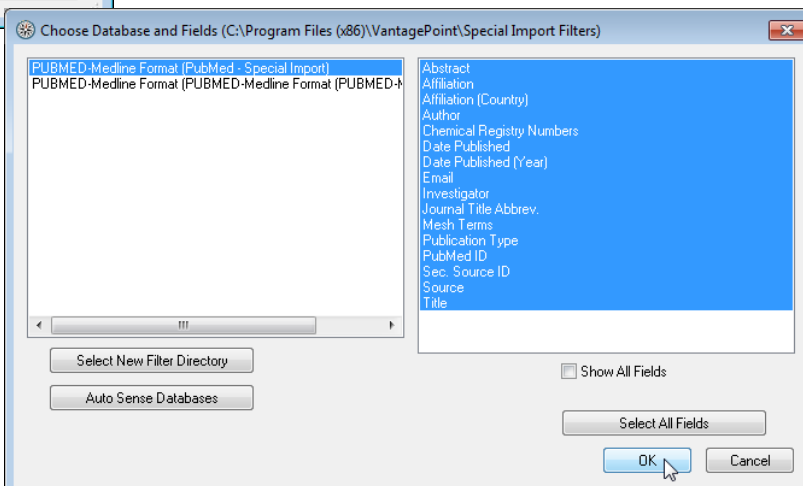 Choose Database and Fields (C:\Program Files (x86)\VantagePoint\Special Import Filters)
PUBMED-Medline Format (PubMed - Special Import)
PUBMED-Medline Format (PUBMED-Medline Format (PUBMED-M
Abstract
Affiliation
Affiliation (Country)
Author
Chemical Registry Numbers
Date Published
Date Published (Year)
Email
Investigator
Journal Title Abbrev.
Mesh Terms
Publication Type
PubMed ID
Sec. Source ID
Source
Title
Select New Filter Directory
Auto Sense Databases
Show All Fields
Select All Fields
OK
Cancel